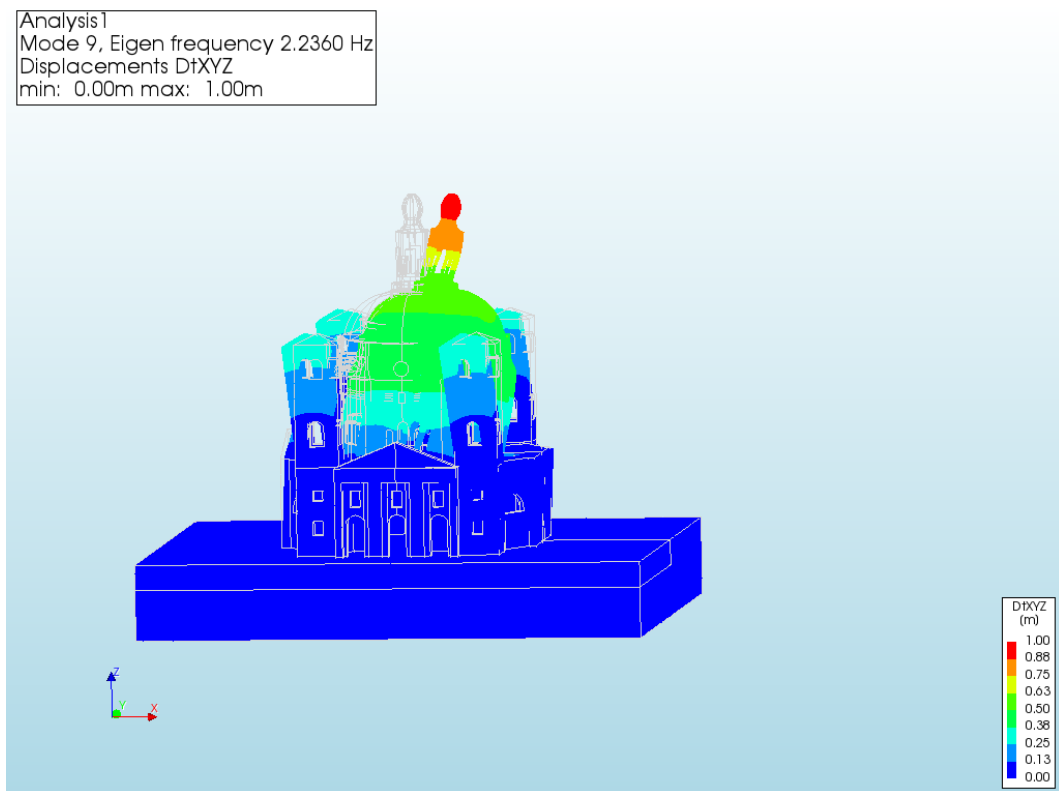 Analysis1
Mode 9, Eigen frequency 2.2360 Hz
Displacements DtXYZ
min: 0.00m max: 1.00m
Z
Y
X
DtXYZ
(m)
1.00
0.88
0.75
0.63
0.50
0.38
0.25
0.13
0.00